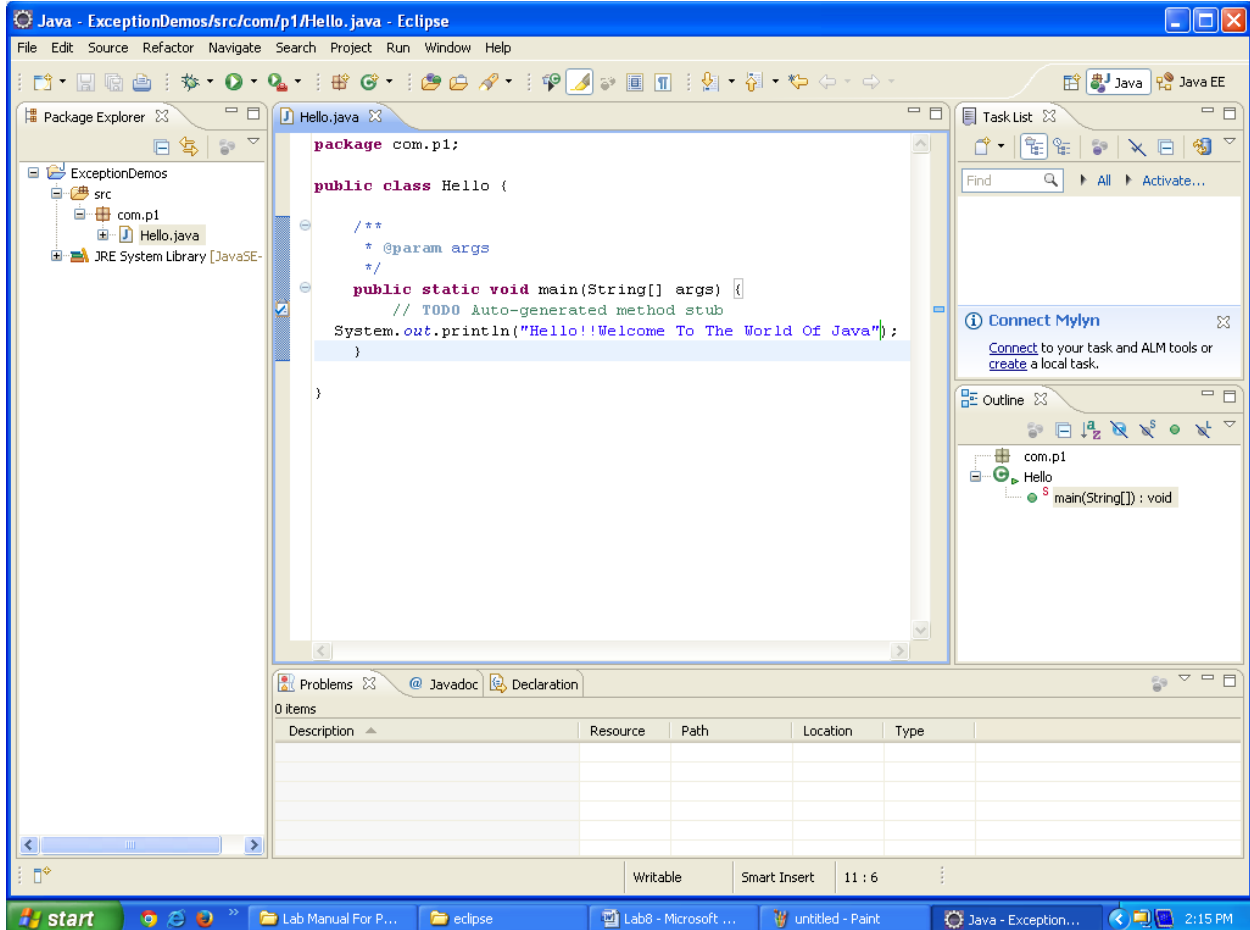 Java - ExceptionDemos/src/com/p1/Hello.java - Eclipse
File Edit Source Refactor Navigate Search Project Run Window Help
Java Java EE
Package Explorer
ExceptionDemos
src
com.p1
Hello.java
JRE System Library [JavaSE-
Hello.java
package com.p1;
public class Hello {
/**
* @param args
*/
public static void main(String[] args) {
// TODO Auto-generated method stub
System.out.println("Hello!!Welcome To The World Of Java");
}
}
Task List
Find All Activate...
Connect Mylyn
Connect to your task and ALM tools or
create a local task.
Outline
com.p1
Hello
main(String[]) : void
Problems @ Javadoc Declaration
0 items
Description Resource Path Location Type
Writable Smart Insert 11 : 6
start Lab Manual For P... eclipse Lab8 - Microsoft ... untitled - Paint Java - Exception... 2:15 PM